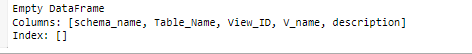 Empty DataFrame
Columns: [schema_name, Table_Name, View_ID, V_name, description]
Index: []